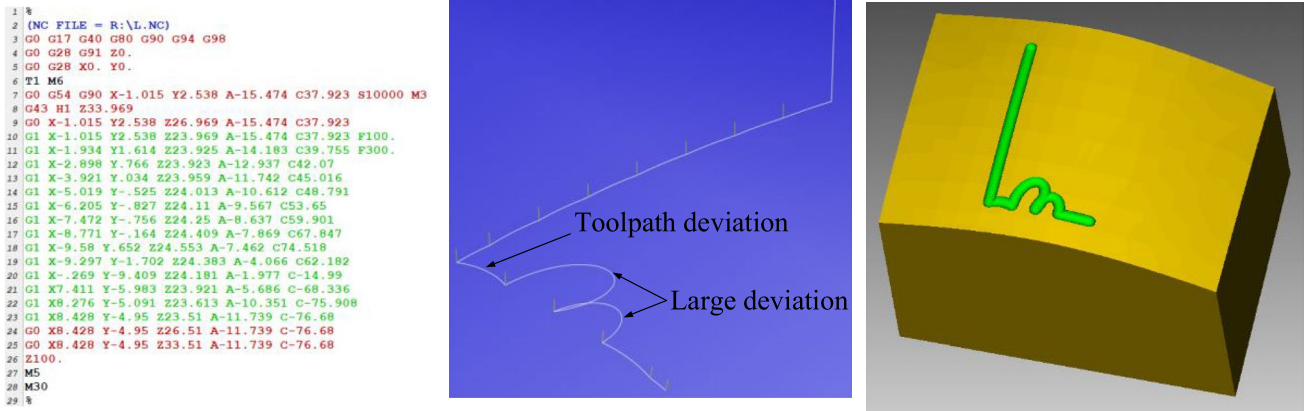 1 %
2 (NC FILE = R:\L.NC)
3 G0 G17 G40 G80 G90 G94 G98
4 G0 G28 G91 Z0.
5 G0 G28 X0. Y0.
6 T1 M6
7 G0 G54 G90 X-1.015 Y2.538 A-15.474 C37.923 S10000 M3
8 G43 H1 Z33.969
9 G0 X-1.015 Y2.538 Z26.969 A-15.474 C37.923
10 G1 X-1.015 Y2.538 Z23.969 A-15.474 C37.923 F100.
11 G1 X-1.934 Y1.614 Z23.925 A-14.183 C39.755 F300.
12 G1 X-2.898 Y.766 Z23.923 A-12.937 C42.07
13 G1 X-3.921 Y.034 Z23.959 A-11.742 C45.016
14 G1 X-5.019 Y-.525 Z24.013 A-10.612 C48.791
15 G1 X-6.205 Y-.827 Z24.11 A-9.567 C53.65
16 G1 X-7.472 Y-.756 Z24.25 A-8.637 C59.901
17 G1 X-8.771 Y-.164 Z24.409 A-7.869 C67.847
18 G1 X-9.58 Y.652 Z24.553 A-7.462 C74.518
19 G1 X-9.297 Y-1.702 Z24.383 A-4.066 C62.182
20 G1 X-.269 Y-9.409 Z24.181 A-1.977 C-14.99
21 G1 X7.411 Y-5.983 Z23.921 A-5.686 C-68.336
22 G1 X8.276 Y-5.091 Z23.613 A-10.351 C-75.908
23 G1 X8.428 Y-4.95 Z23.51 A-11.739 C-76.68
24 G0 X8.428 Y-4.95 Z26.51 A-11.739 C-76.68
25 G0 X8.428 Y-4.95 Z33.51 A-11.739 C-76.68
26 Z100.
27 M5
28 M30
29 %
Toolpath deviation
Large deviation